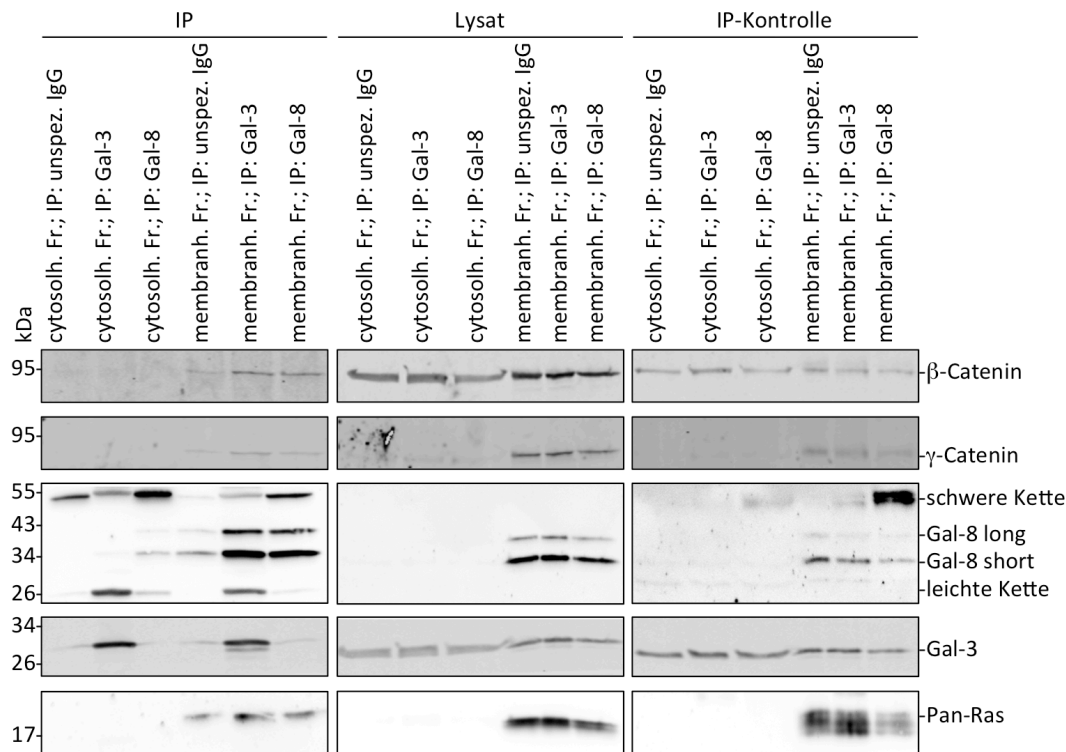 IP
Lysat
IP-Kontrolle
cytosolh. Fr.; IP: unspez. IgG
cytosolh. Fr.; IP: Gal-3
cytosolh. Fr.; IP: Gal-8
membranh. Fr.; IP: unspez. IgG
membranh. Fr.; IP: Gal-3
membranh. Fr.; IP: Gal-8
cytosolh. Fr.; IP: unspez. IgG
cytosolh. Fr.; IP: Gal-3
cytosolh. Fr.; IP: Gal-8
membranh. Fr.; IP: unspez. IgG
membranh. Fr.; IP: Gal-3
membranh. Fr.; IP: Gal-8
cytosolh. Fr.; IP: unspez. IgG
cytosolh. Fr.; IP: Gal-3
cytosolh. Fr.; IP: Gal-8
membranh. Fr.; IP: unspez. IgG
membranh. Fr.; IP: Gal-3
membranh. Fr.; IP: Gal-8
kDa
95
β-Catenin
95
γ-Catenin
55
schwere Kette
43
Gal-8 long
34
Gal-8 short
26
leichte Kette
34
Gal-3
26
Pan-Ras
17